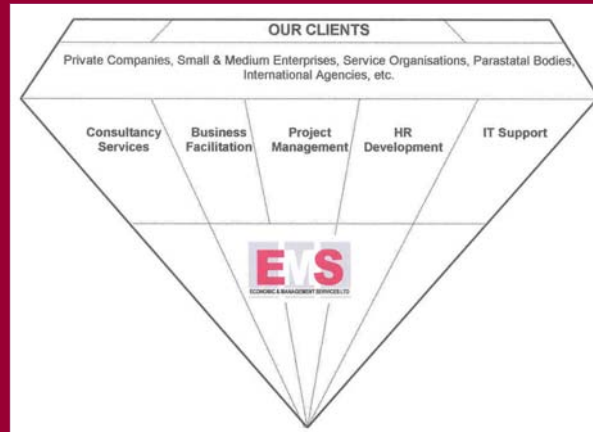 OUR CLIENTS
Private Companies, Small & Medium Enterprises, Service Organisations, Parastatal Bodies,
International Agencies, etc.
Consultancy
Services
Business
Facilitation
Project
Management
HR
Development
IT Support
EMS
ECONOMIC & MANAGEMENT SERVICES LTD